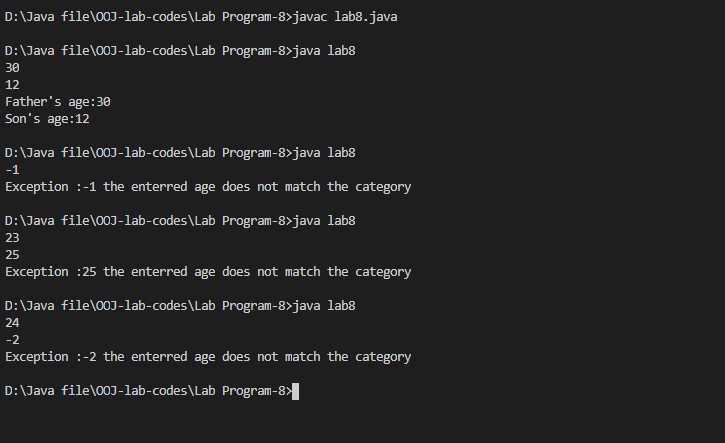 D:\Java file\OOJ-lab-codes\Lab Program-8>javac lab8.java
D:\Java file\OOJ-lab-codes\Lab Program-8>java lab8
30
12
Father's age:30
Son's age:12
D:\Java file\OOJ-lab-codes\Lab Program-8>java lab8
-1
Exception :-1 the enterred age does not match the category
D:\Java file\OOJ-lab-codes\Lab Program-8>java lab8
23
25
Exception :25 the enterred age does not match the category
D:\Java file\OOJ-lab-codes\Lab Program-8>java lab8
24
-2
Exception :-2 the enterred age does not match the category
D:\Java file\OOJ-lab-codes\Lab Program-8>